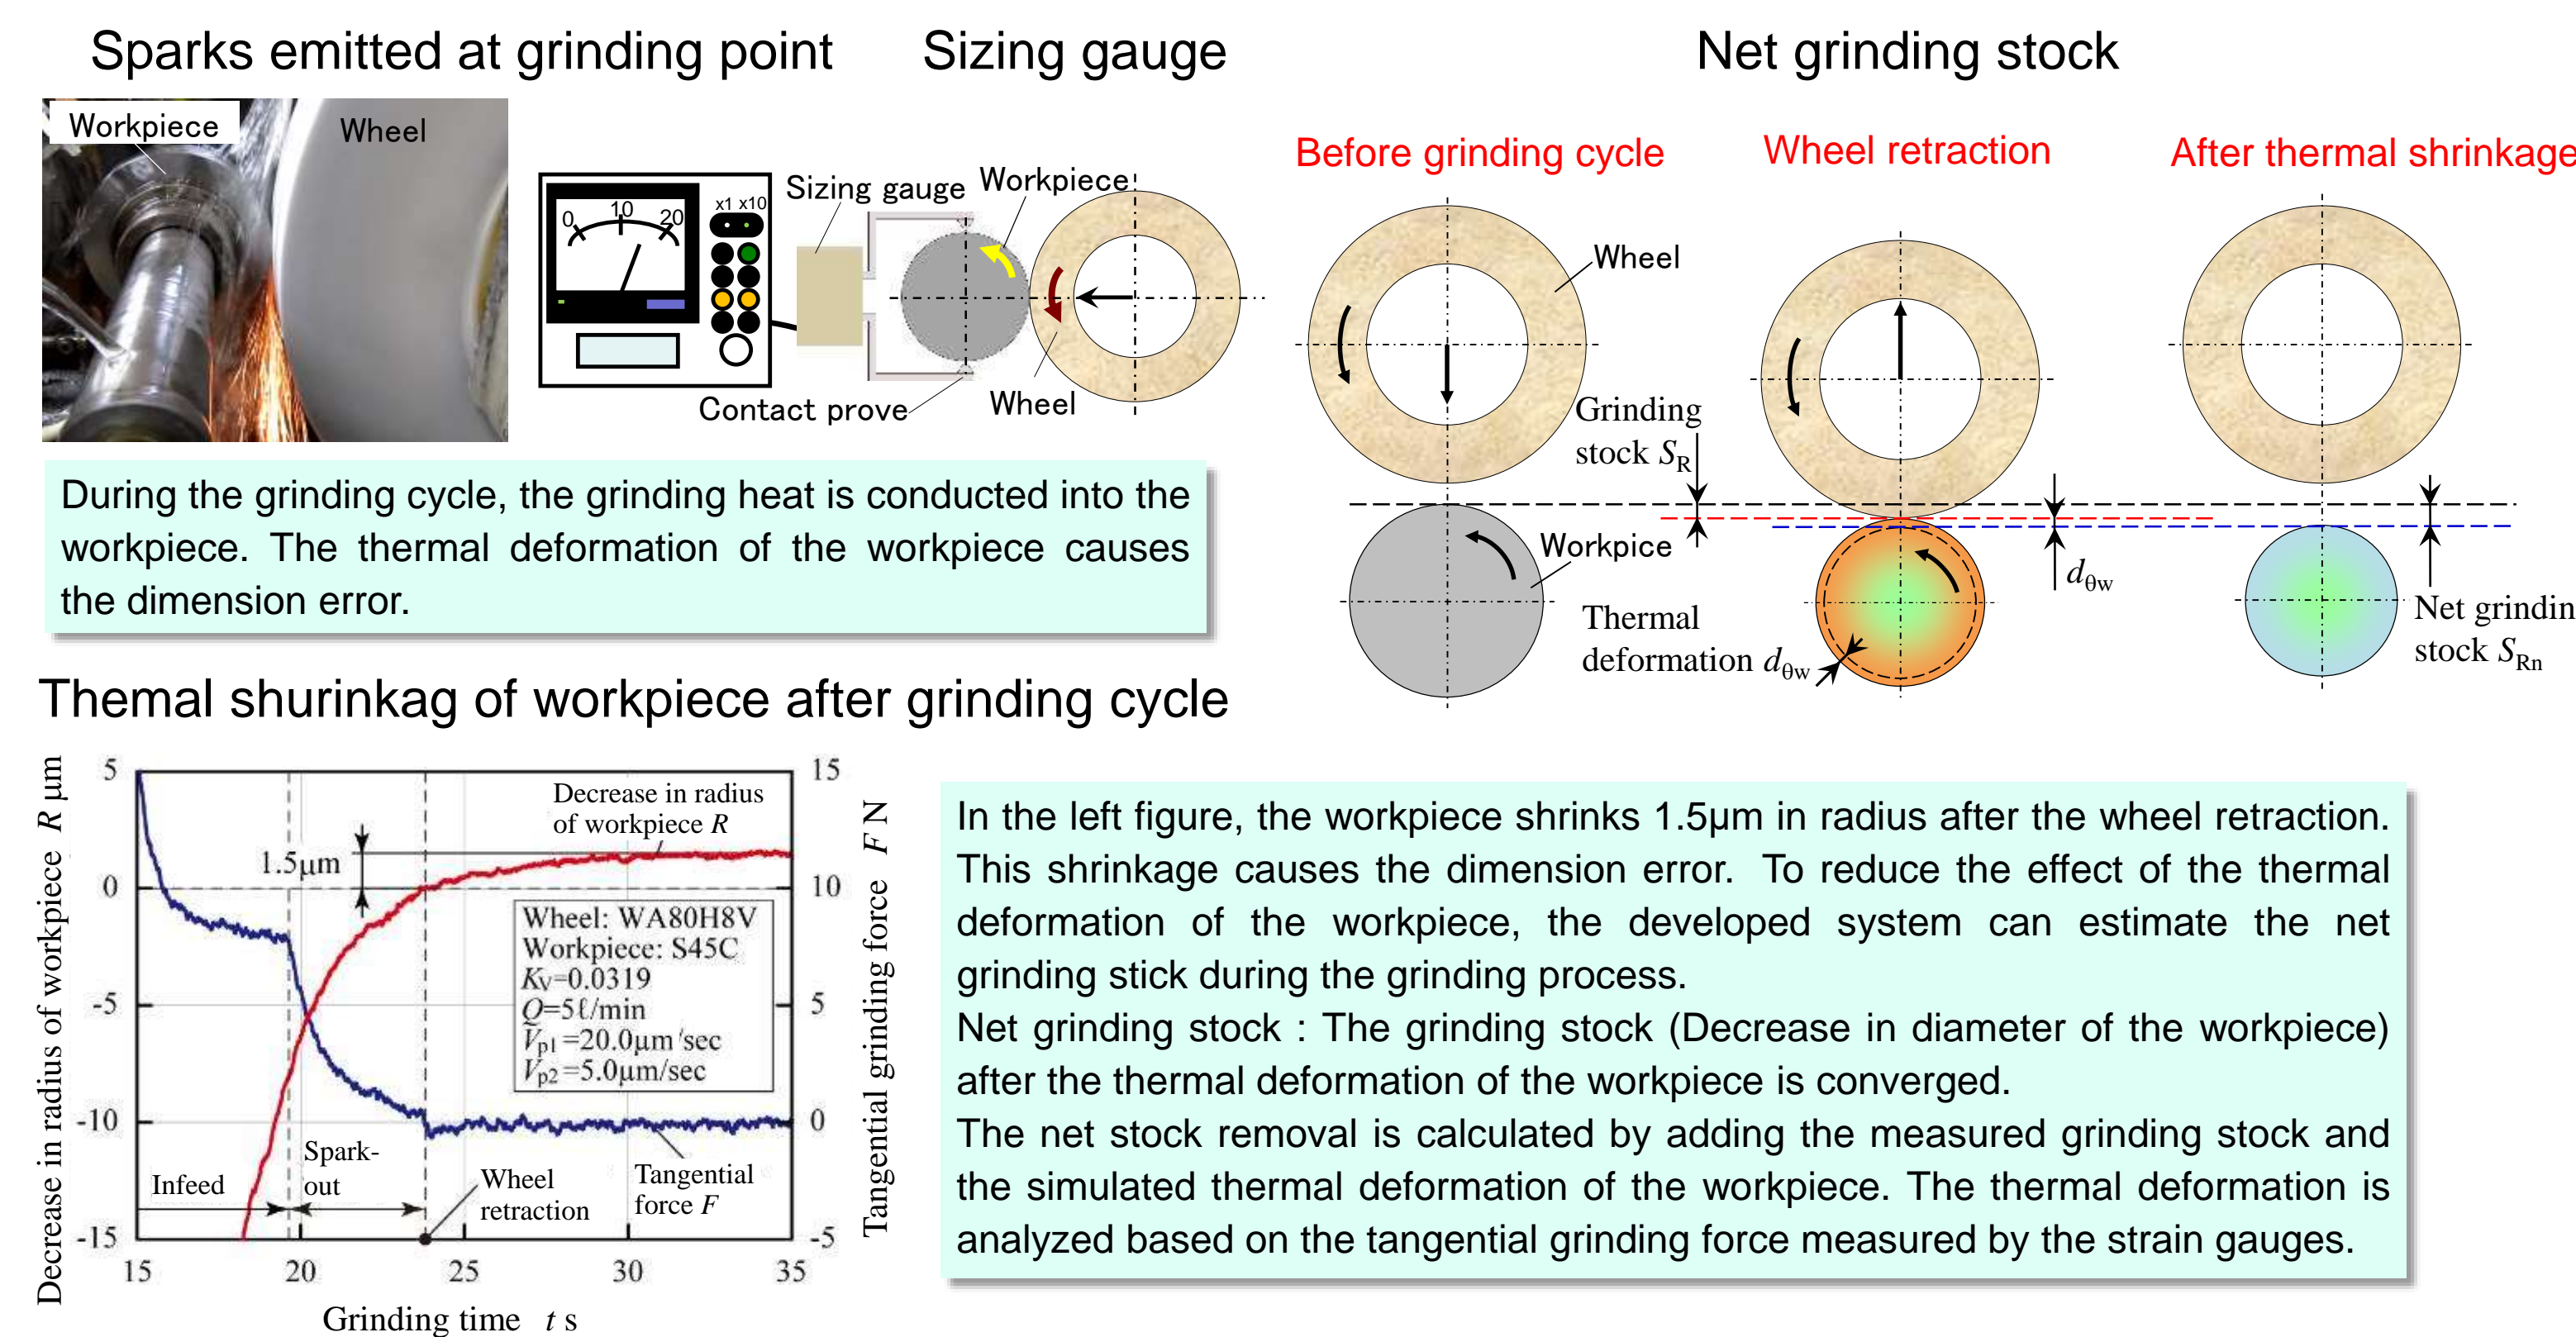 Sparks emitted at grinding point
Workpiece
Wheel
Sizing gauge
0 10 20
x1 x10
Sizing gauge
Workpiece
Contact prove
Wheel
Net grinding stock
Before grinding cycle
Wheel retraction
After thermal shrinkage
Wheel
Grinding
stock SR
Workpice
Thermal
deformation dθw
dθw
Net grindin
stock SRn
During the grinding cycle, the grinding heat is conducted into the
workpiece. The thermal deformation of the workpiece causes
the dimension error.
Themal shurinkag of workpiece after grinding cycle
Decrease in radius of workpiece R μm
5
0
-5
-10
-15
15 20 25 30 35
Grinding time t s
15
10
5
0
-5
Tangential grinding force F N
Decrease in radius
of workpiece R
1.5μm
Wheel: WA80H8V
Workpiece: S45C
KV=0.0319
Q=5ℓ/min
Vp1=20.0μm/sec
Vp2=5.0μm/sec
Infeed
Spark-
out
Wheel
retraction
Tangential
force F
In the left figure, the workpiece shrinks 1.5μm in radius after the wheel retraction.
This shrinkage causes the dimension error. To reduce the effect of the thermal
deformation of the workpiece, the developed system can estimate the net
grinding stick during the grinding process.
Net grinding stock : The grinding stock (Decrease in diameter of the workpiece)
after the thermal deformation of the workpiece is converged.
The net stock removal is calculated by adding the measured grinding stock and
the simulated thermal deformation of the workpiece. The thermal deformation is
analyzed based on the tangential grinding force measured by the strain gauges.